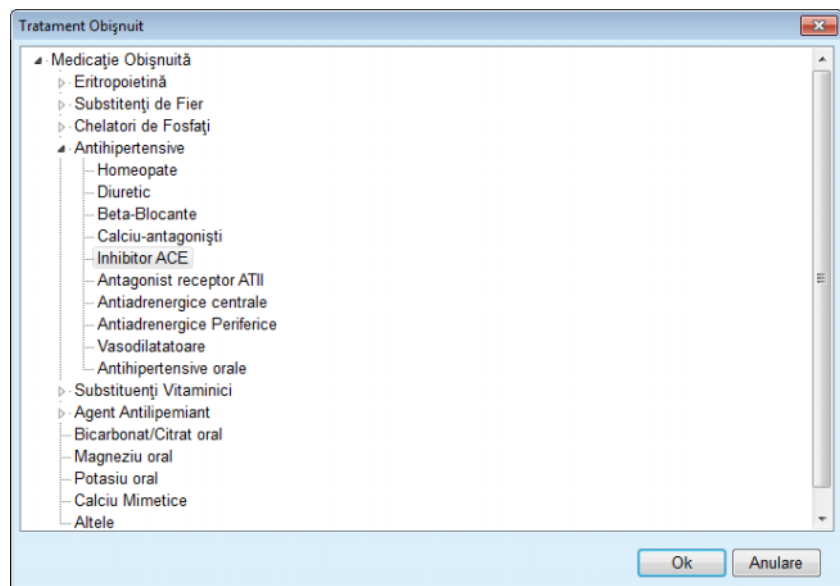 Tratament Obişnuit
Medicaţie Obişnuită
Eritropoietină
Substitenţi de Fier
Chelatori de Fosfaţi
Antihipertensive
Homeopate
Diuretic
Beta-Blocante
Calciu-antagonişti
Inhibitor ACE
Antagonist receptor ATII
Antiadrenergice centrale
Antiadrenergice Periferice
Vasodilatatoare
Antihipertensive orale
Substituenţi Vitaminici
Agent Antilipemiant
Bicarbonat/Citrat oral
Magneziu oral
Potasiu oral
Calciu Mimetice
Altele
Ok Anulare